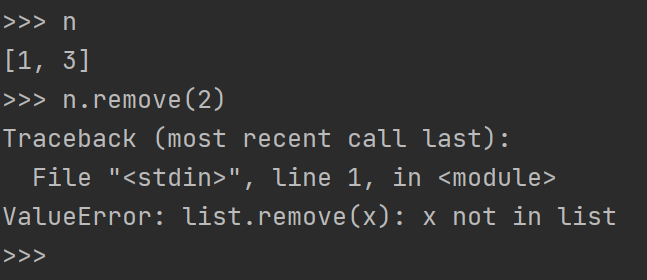 >>> n
[1, 3]
>>> n.remove(2)
Traceback (most recent call last):
  File "<stdin>", line 1, in <module>
ValueError: list.remove(x): x not in list
>>>